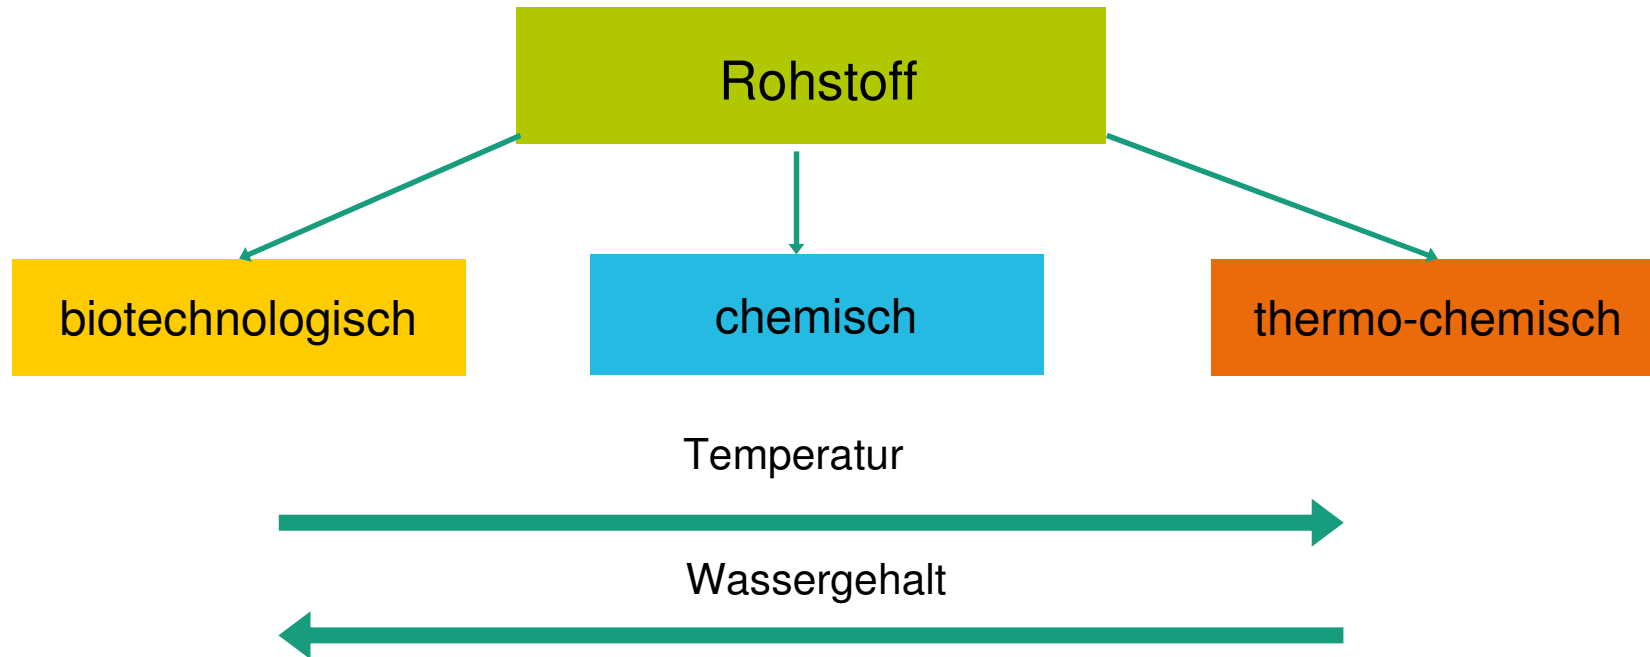 Rohstoff
biotechnologisch
chemisch
thermo-chemisch
Temperatur
Wassergehalt